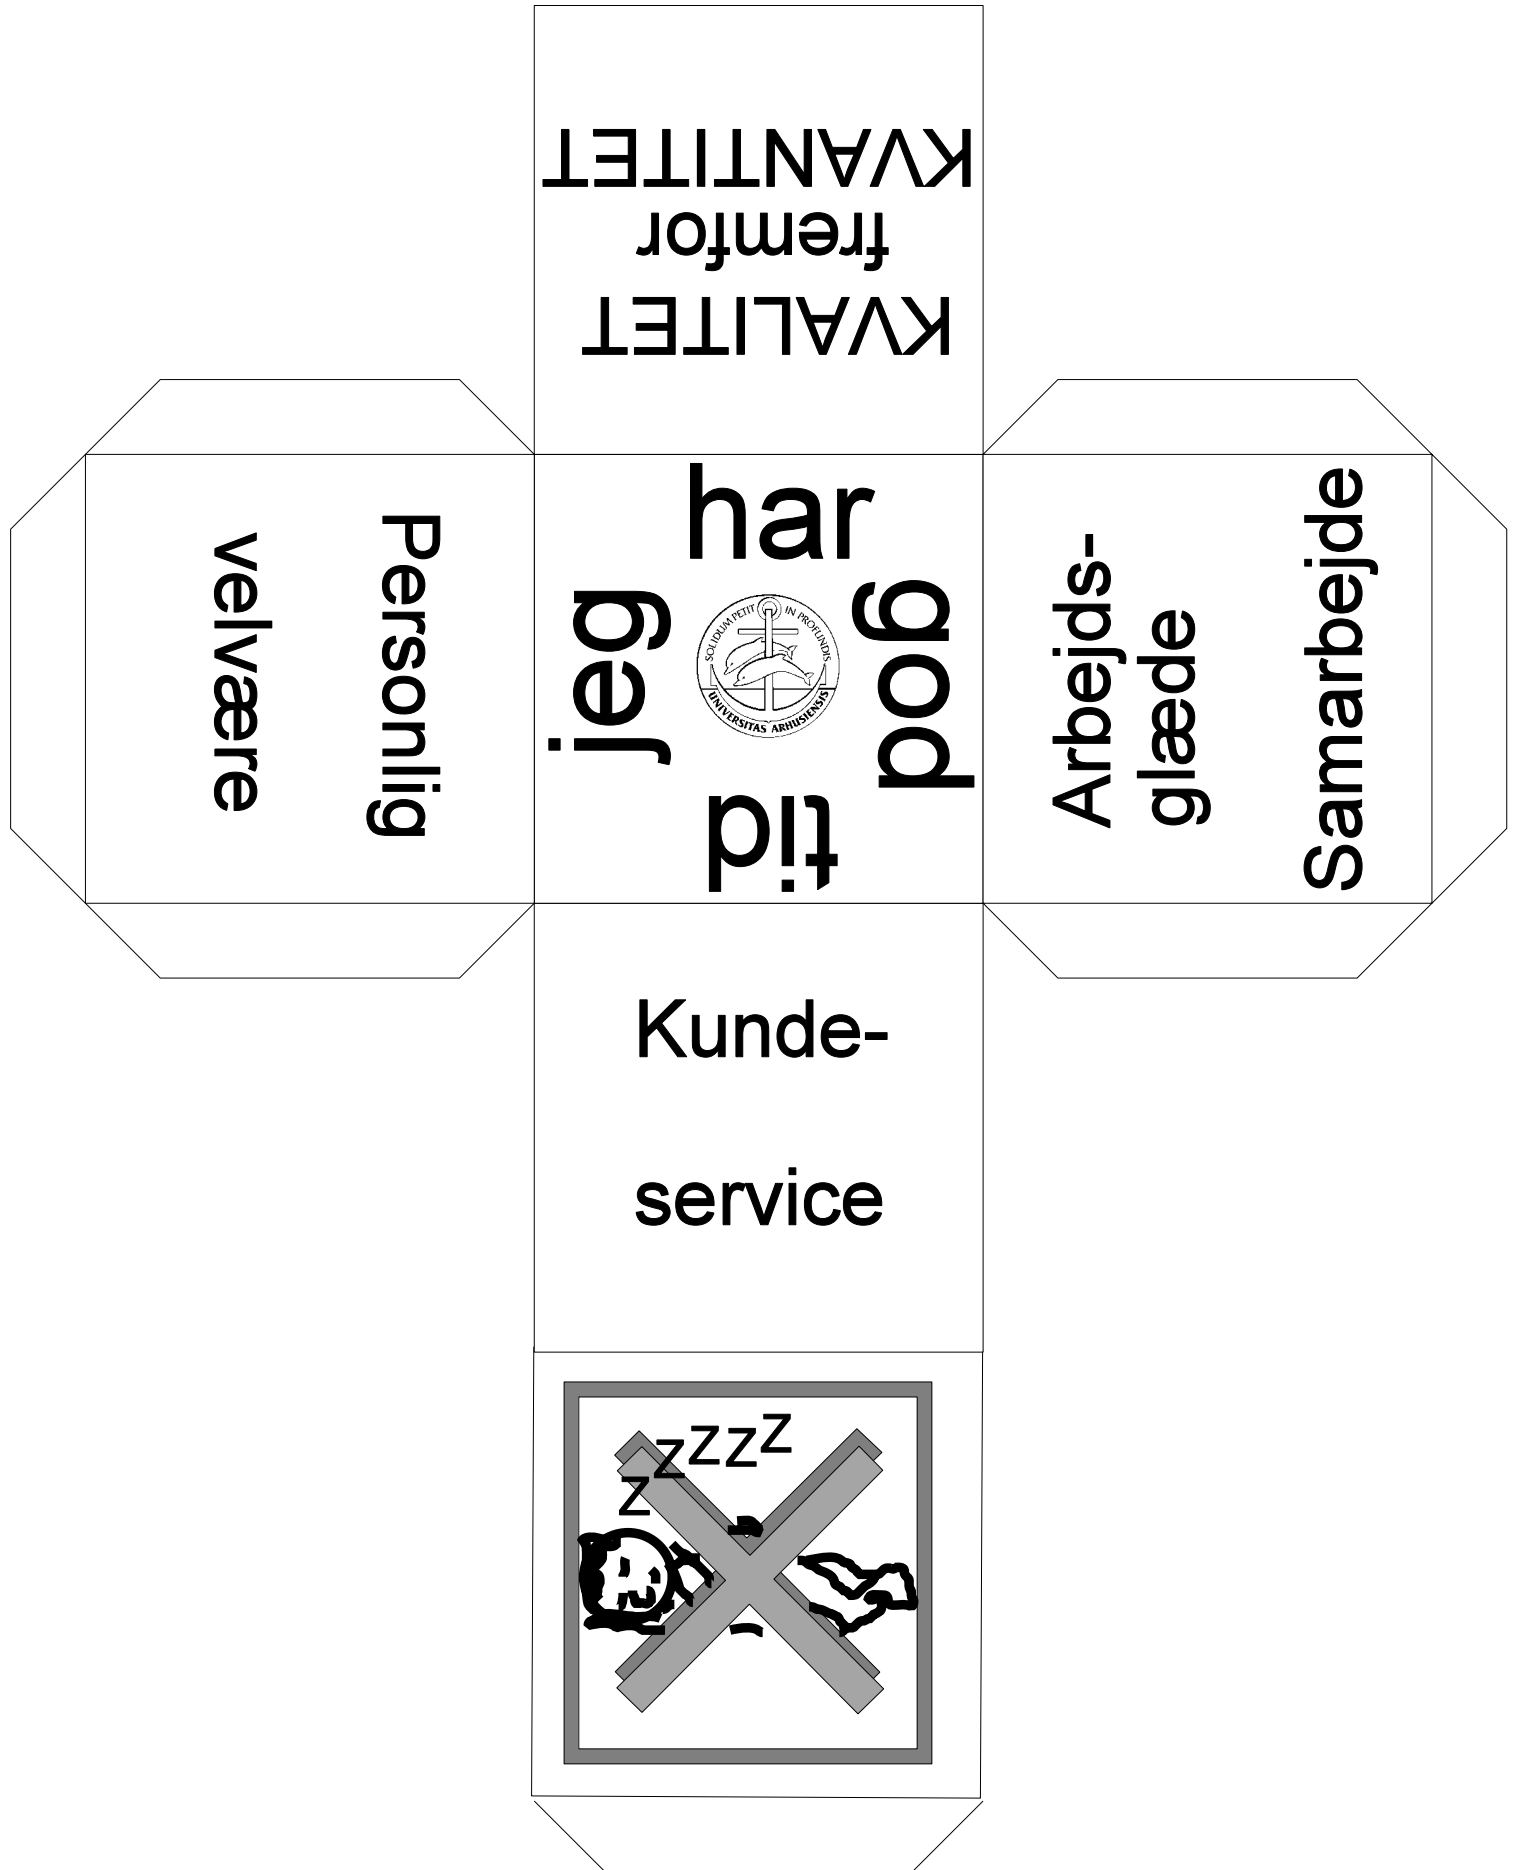 KVALITET
fremfor
KVANTITET
Personlig
velvære
jeg
har
god
tid
SOLIDUM PETIT IN PROFUNDIS
UNIVERSITAS ARHUSIENSIS
Arbejds-
glæde
Samarbejde
Kunde-
service
z z z z z